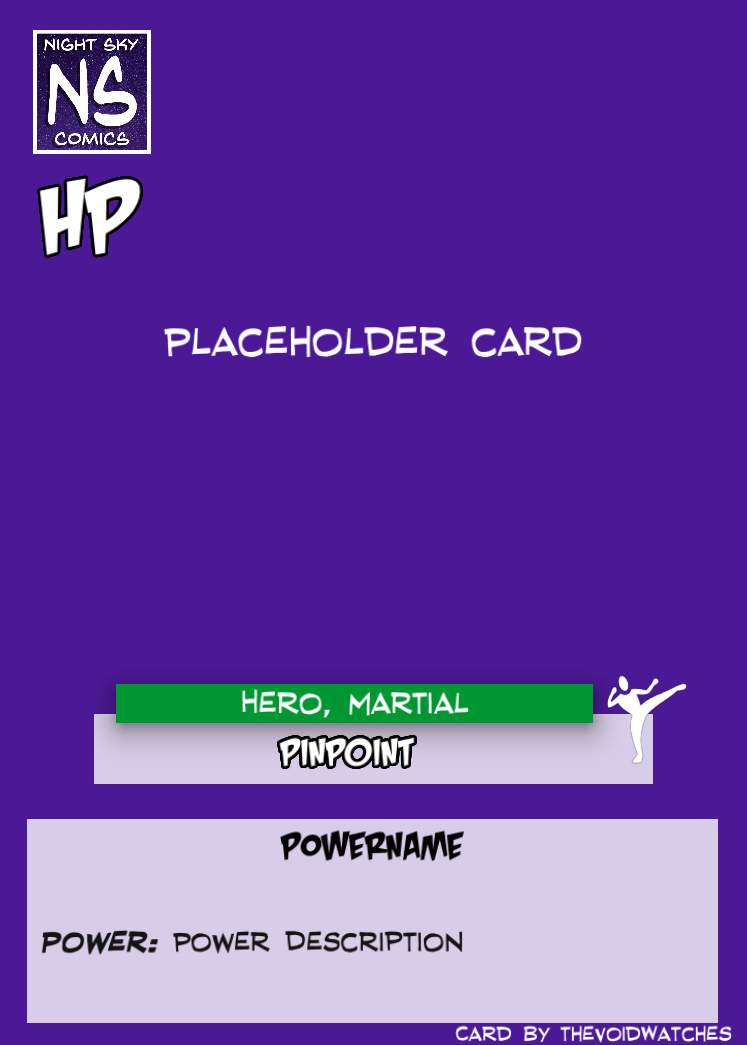 NIGHT SKY
NS
COMICS
HP
PLACEHOLDER CARD
HERO, MARTIAL
PINPOINT
POWERNAME
POWER: POWER DESCRIPTION
CARD BY THEVOIDWATCHES